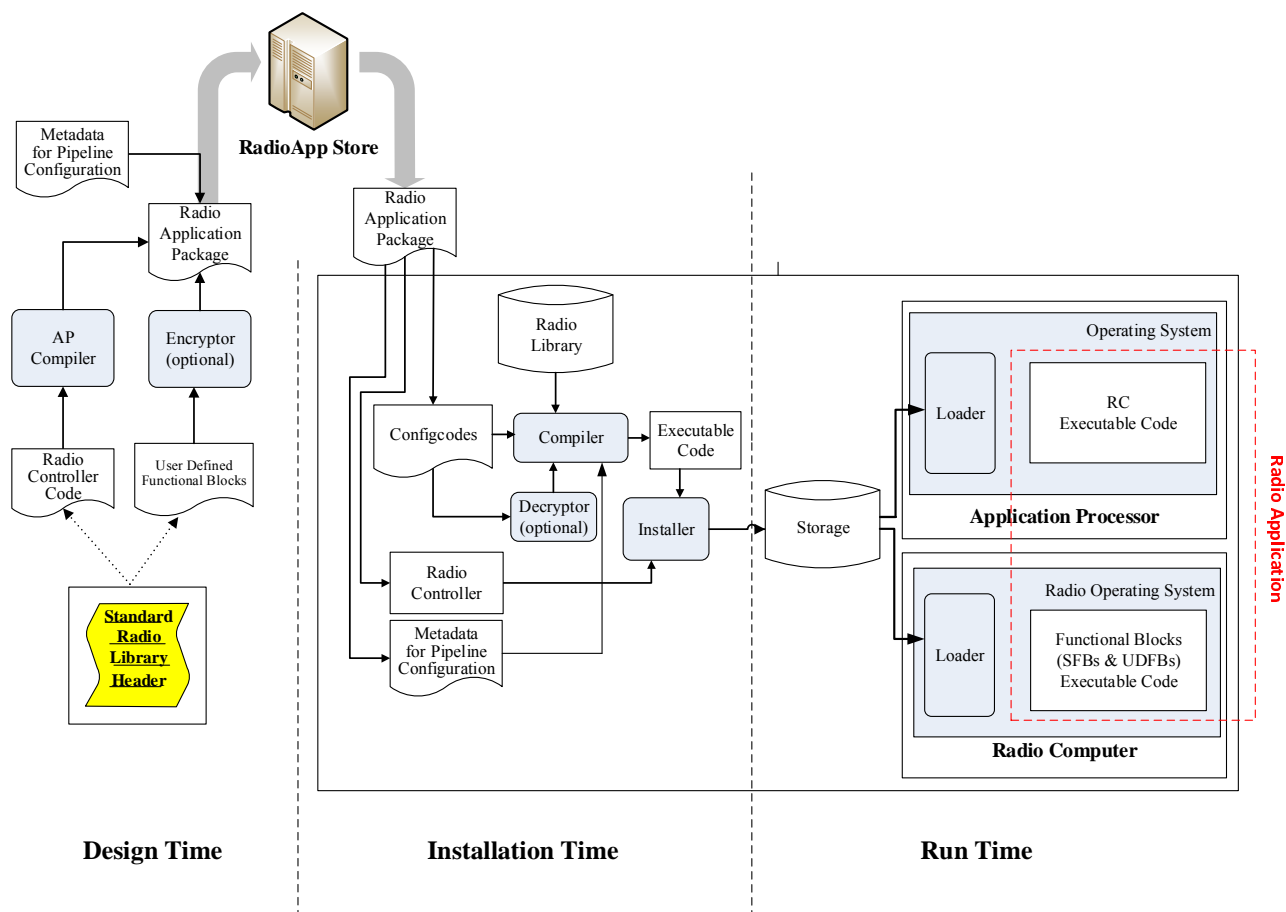 RadioApp Store
Metadata
for Pipeline
Configuration
Radio
Application
Package
AP
Compiler
Encryptor
(optional)
Radio
Controller
Code
User Defined
Functional Blocks
Standard
Radio
Library
Header
Design Time
Radio
Application
Package
Radio
Library
Configcodes
Compiler
Executable
Code
Decryptor
(optional)
Installer
Radio
Controller
Metadata
for Pipeline
Configuration
Installation Time
Storage
Operating System
Loader
RC
Executable Code
Application Processor
Radio Operating System
Loader
Functional Blocks
(SFBs & UDFBs)
Executable Code
Radio Computer
Radio Application
Run Time